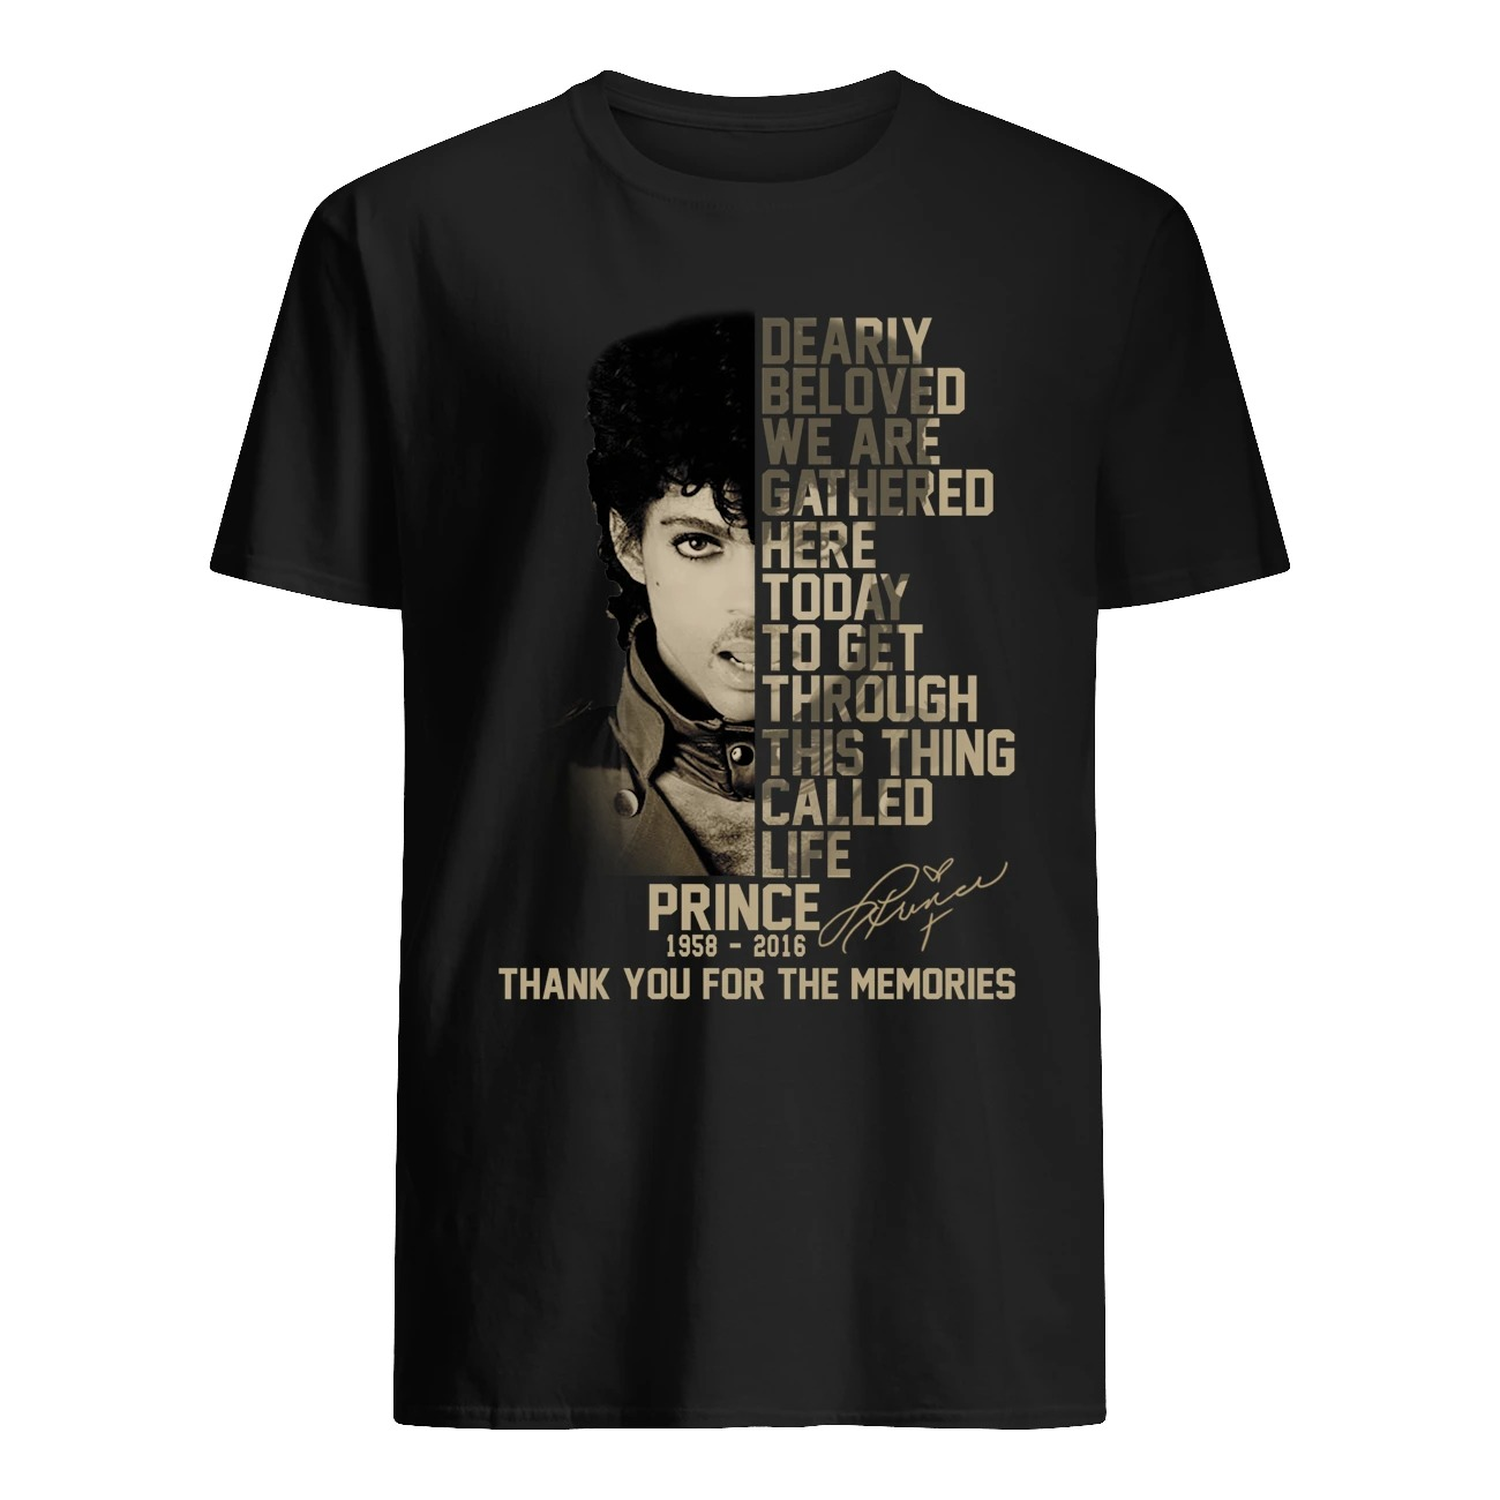 DEARLY
BELOVED
WE ARE
GATHERED
HERE
TODAY
TO GET
THROUGH
THIS THING
CALLED
LIFE
PRINCE
Prince
1958 - 2016
THANK YOU FOR THE MEMORIES